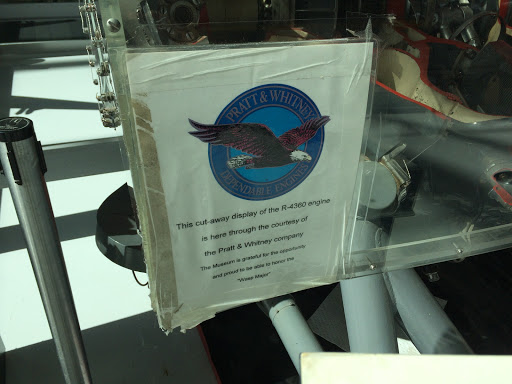 PRATT & WHITNEY
DEPENDABLE ENGINES
This cut-away display of the R-4360 engine
is here through the courtesy of
the Pratt & Whitney company
The Museum is grateful for the opportunity
and proud to be able to honor the
"Wasp Major"